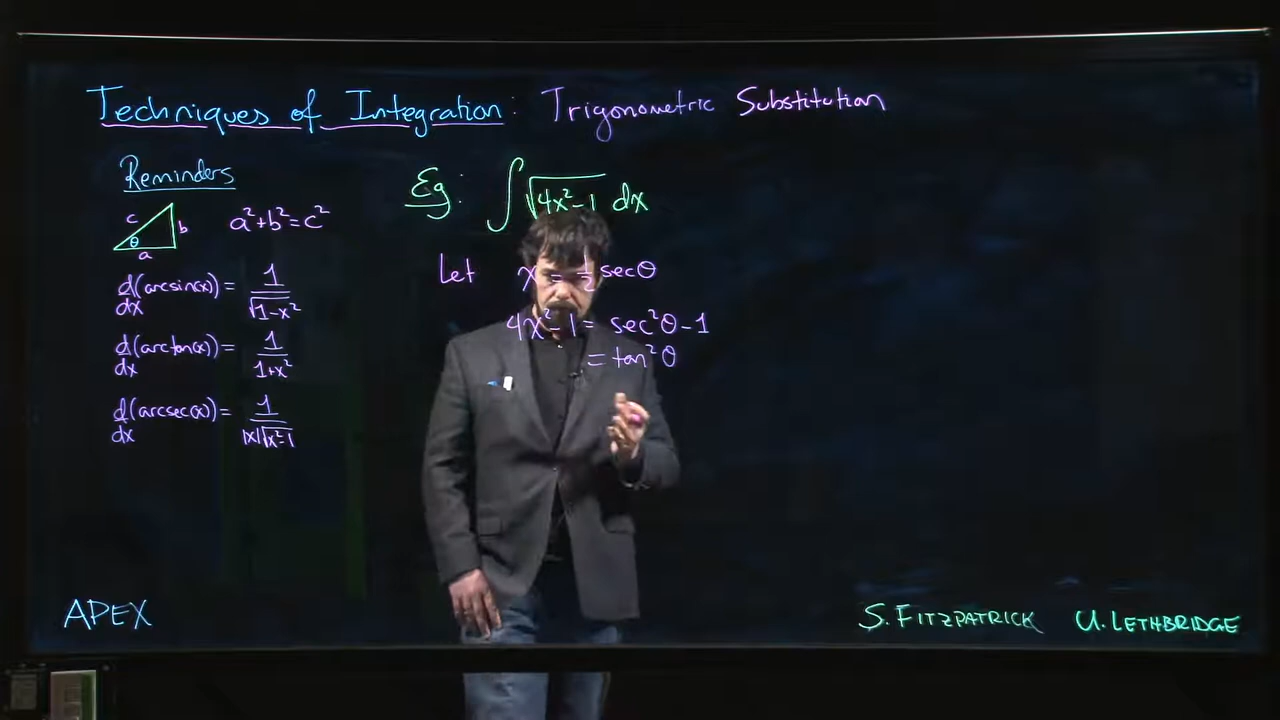 Techniques of Integration: Trigonometric Substitution
Reminders
c
b
θ
a
a²+b²=c²
d/dx(arcsin(x)) = 1/√1-x²
d/dx(arctan(x)) = 1/1+x²
d/dx(arcsec(x)) = 1/|x|√x²-1
Eg: ∫√4x²-1 dx
Let x = 1/2 secθ
4x²-1 = sec²θ-1
= tan²θ
APEX
S. FITZPATRICK U. LETHBRIDGE